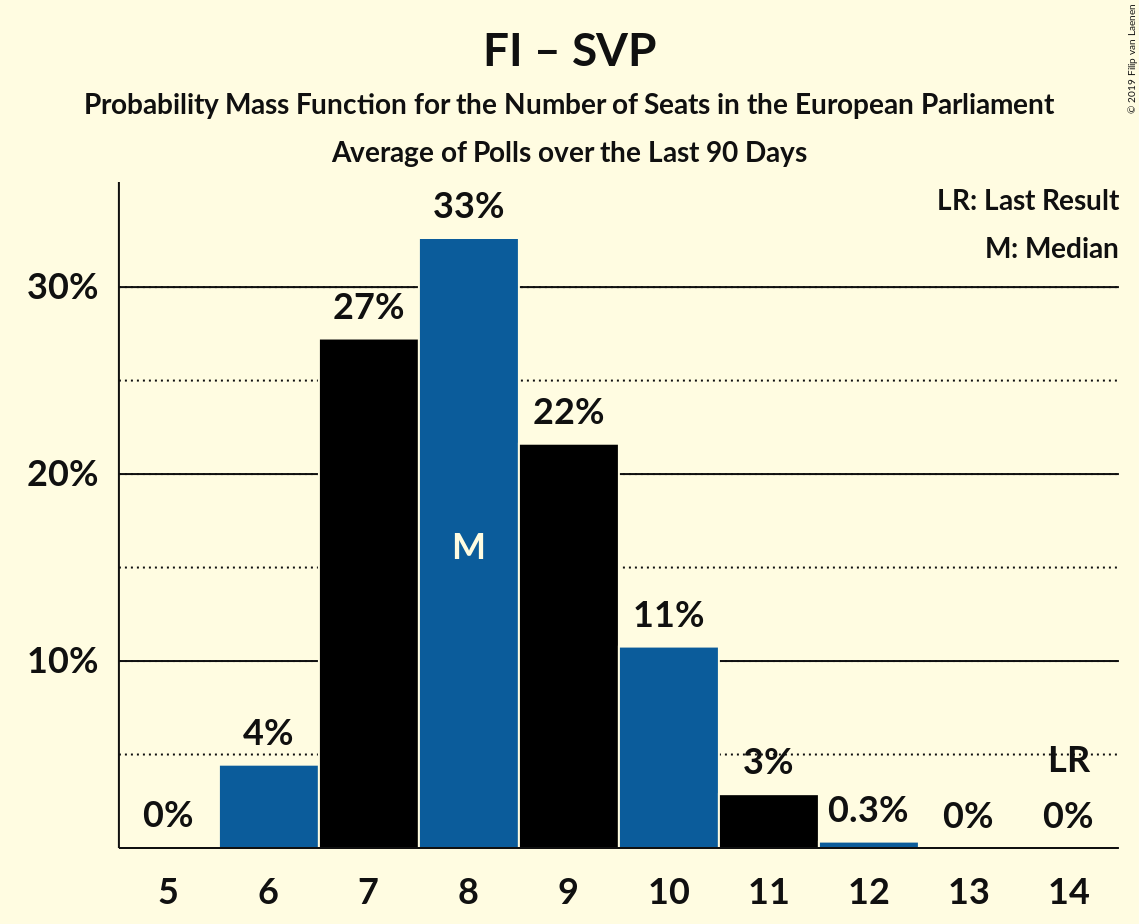 FI – SVP
Probability Mass Function for the Number of Seats in the European Parliament
Average of Polls over the Last 90 Days
© 2019 Filip van Laenen
LR: Last Result
M: Median
33%
30%
27%
22%
20%
M
11%
10%
4%
3%
LR
0%
0.3%
0%
0%
5 6 7 8 9 10 11 12 13 14